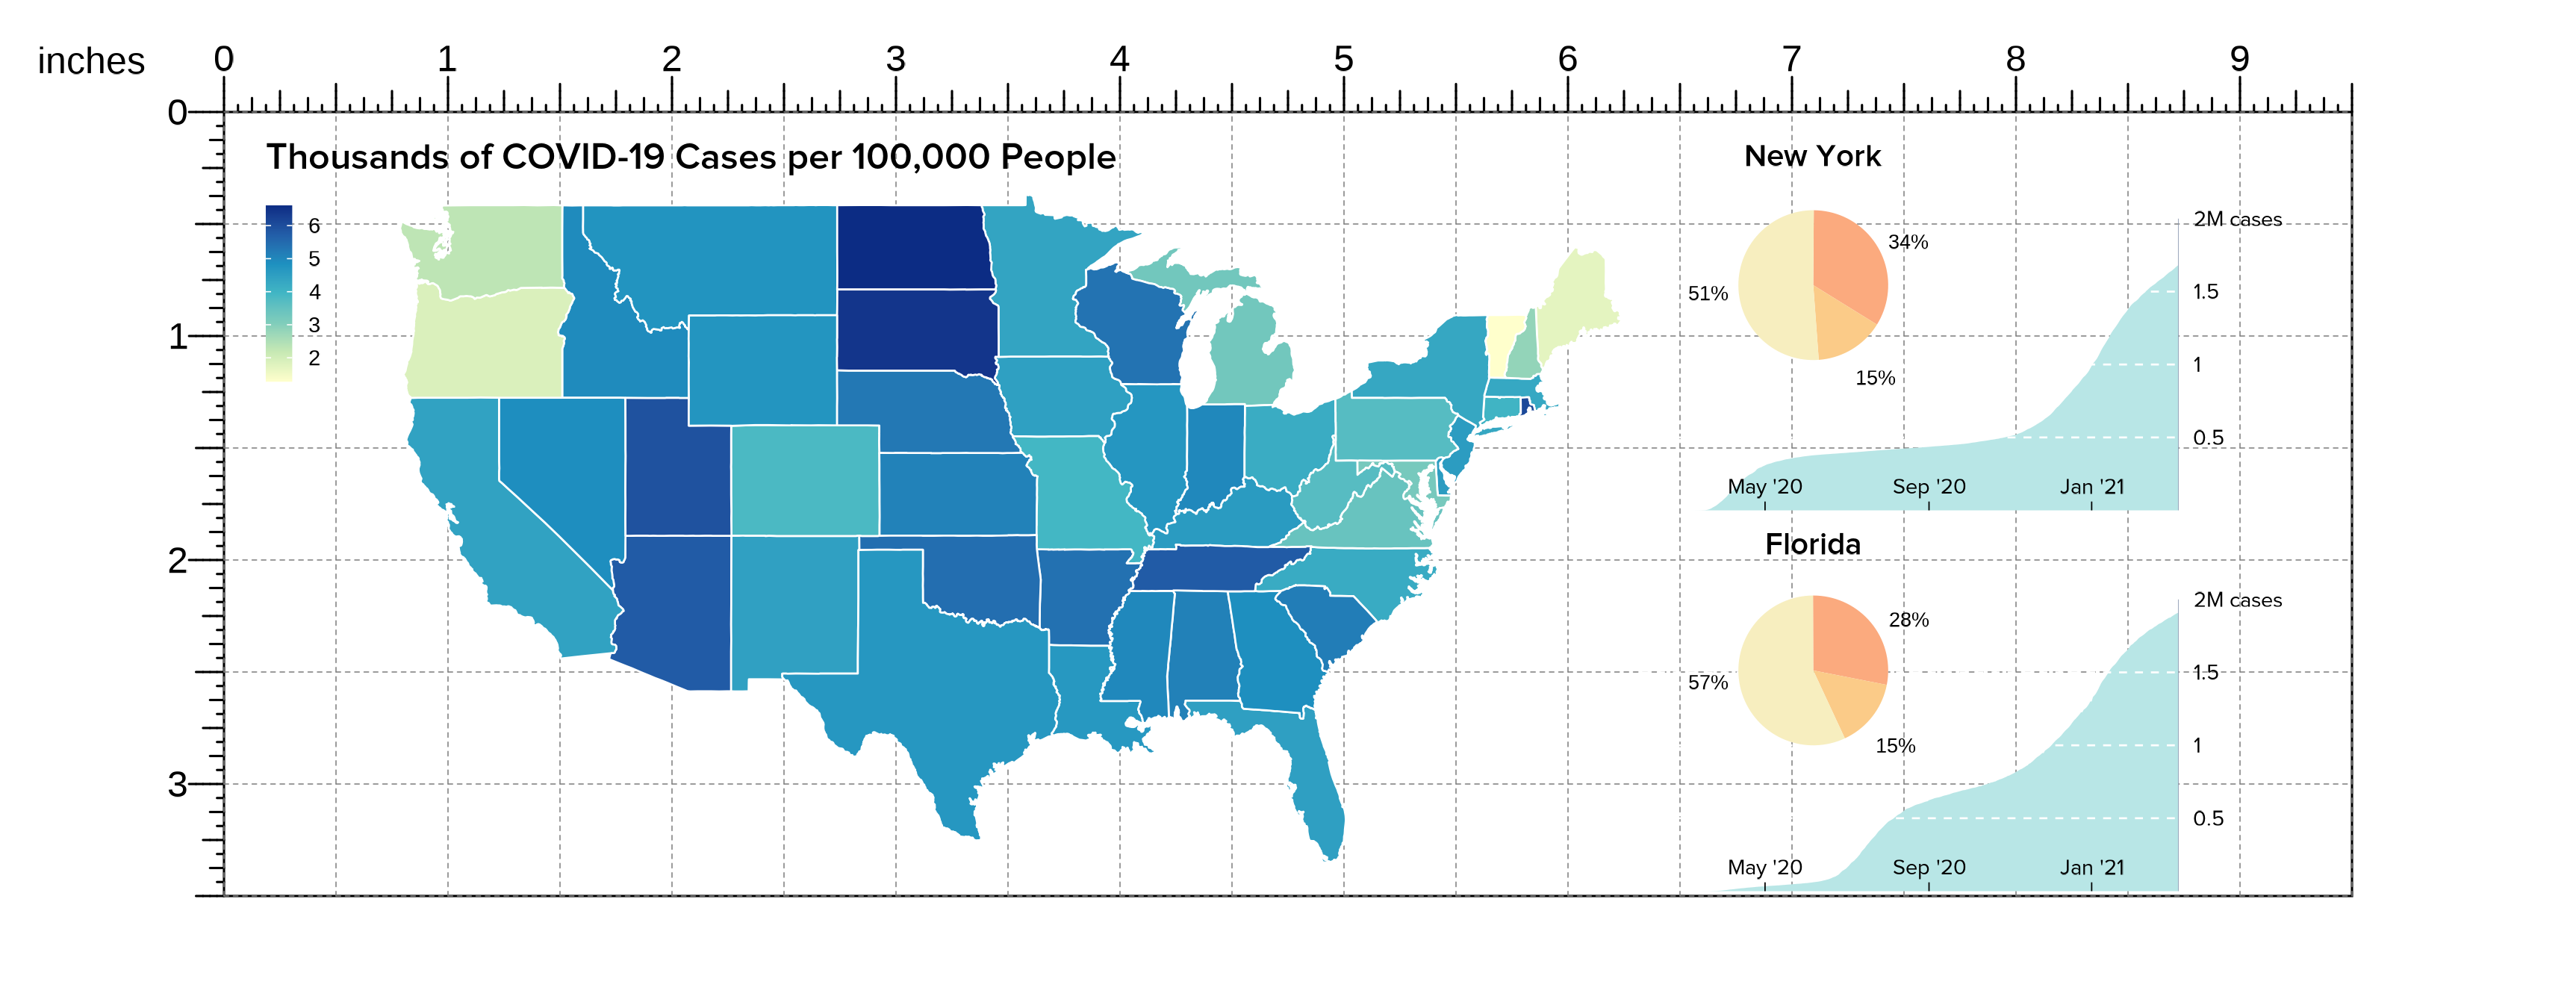 inches 0 1 2 3 4 5 6 7 8 9
0
1
2
3
Thousands of COVID-19 Cases per 100,000 People
6
5
4
3
2
New York
34%
51%
15%
2M cases
1.5
1
0.5
May '20 Sep '20 Jan '21
Florida
28%
57%
15%
2M cases
1.5
1
0.5
May '20 Sep '20 Jan '21